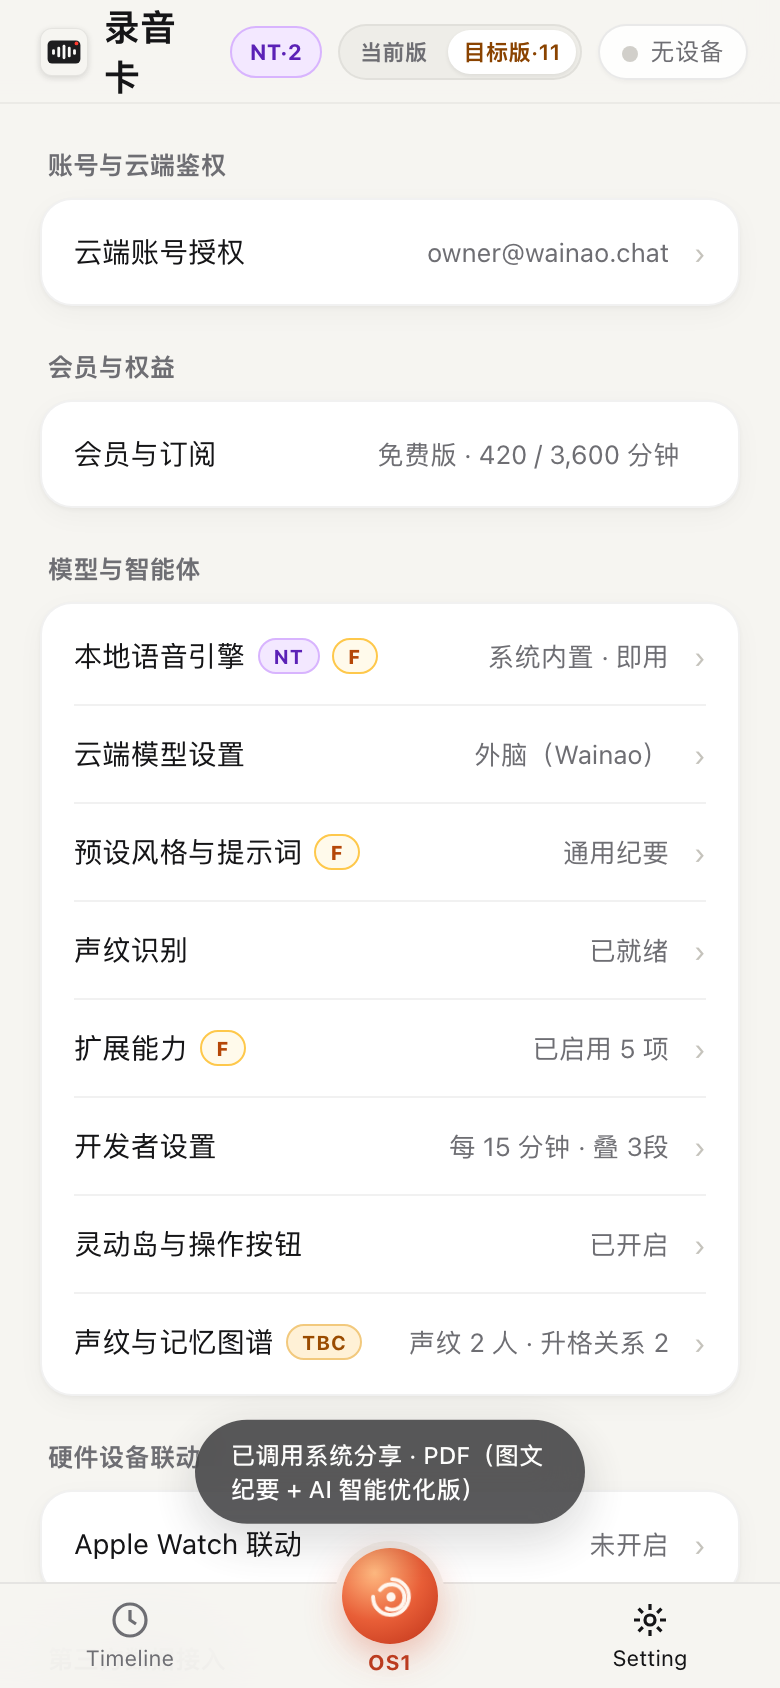 录音卡
NT·2
当前版
目标版·11
无设备
账号与云端鉴权
云端账号授权 owner@wainao.chat
会员与权益
会员与订阅 免费版 · 420 / 3,600 分钟
模型与智能体
本地语音引擎 NT F 系统内置 · 即用
云端模型设置 外脑（Wainao）
预设风格与提示词 F 通用纪要
声纹识别 已就绪
扩展能力 F 已启用 5 项
开发者设置 每 15 分钟 · 叠 3段
灵动岛与操作按钮 已开启
声纹与记忆图谱 TBC 声纹 2 人 · 升格关系 2
硬件设备联动
已调用系统分享 · PDF（图文
纪要 + AI 智能优化版）
Apple Watch 联动 未开启
Timeline
OS1
Setting